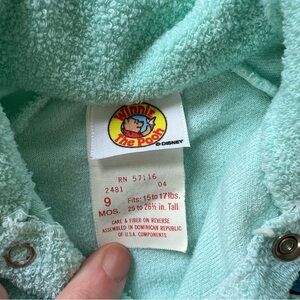 Winnie
The Pooh
© DISNEY
RN 57116
2481 04
9 Fits: 15 to 17 lbs.
MOS. 25 to 26½ in. Tall
CARE & FIBER ON REVERSE
ASSEMBLED IN DOMINICAN REPUBLIC
OF U.S.A. COMPONENTS